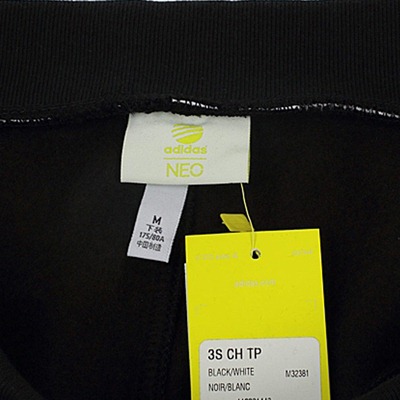 adidas
NEO
M
下装
175/80A
中国制造
3S CH TP
BLACK/WHITE M32381
NOIR/BLANC